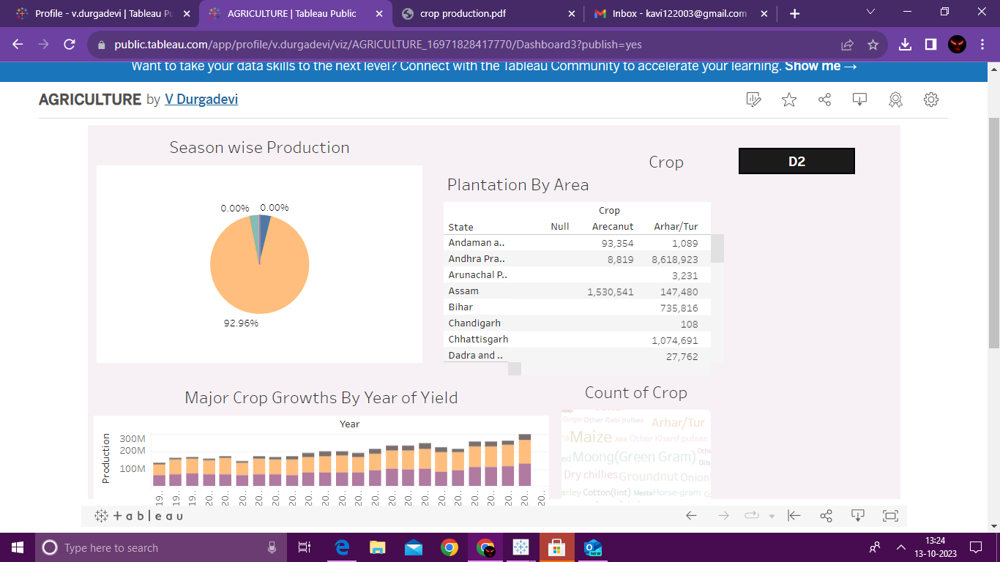 Profile - v.durgadevi | Tableau Pu
AGRICULTURE | Tableau Public
crop production.pdf
Inbox - kavi122003@gmail.com
public.tableau.com/app/profile/v.durgadevi/viz/AGRICULTURE_16971828417770/Dashboard3?publish=yes
Want to take your data skills to the next level? Connect with the Tableau Community to accelerate your learning. Show me →
AGRICULTURE by V Durgadevi
Season wise Production
Crop
D2
0.00% 0.00%
92.96%
Plantation By Area
Crop
State Null Arecanut Arhar/Tur
Andaman a.. 93,354 1,089
Andhra Pra.. 8,819 8,618,923
Arunachal P.. 3,231
Assam 1,530,541 147,480
Bihar 735,816
Chandigarh 108
Chhattisgarh 1,074,691
Dadra and .. 27,762
Major Crop Growths By Year of Yield
Year
Production
300M
200M
100M
19.. 19.. 19.. 20.. 20.. 20.. 20.. 20.. 20.. 20.. 20.. 20.. 20.. 20.. 20.. 20.. 20.. 20.. 20.. 20.. 20.. 20.. 20.. 20..
Count of Crop
Ginger Other Rabi pulses Arhar/Tur
Maize Jute Other Kharif pulses
Moong(Green Gram) Othe
Oils
Dry chillies Groundnut Onion
arley Cotton(lint) Mesta Horse-gram
+ a b | e a u
Type here to search
NEW
13:24
13-10-2023